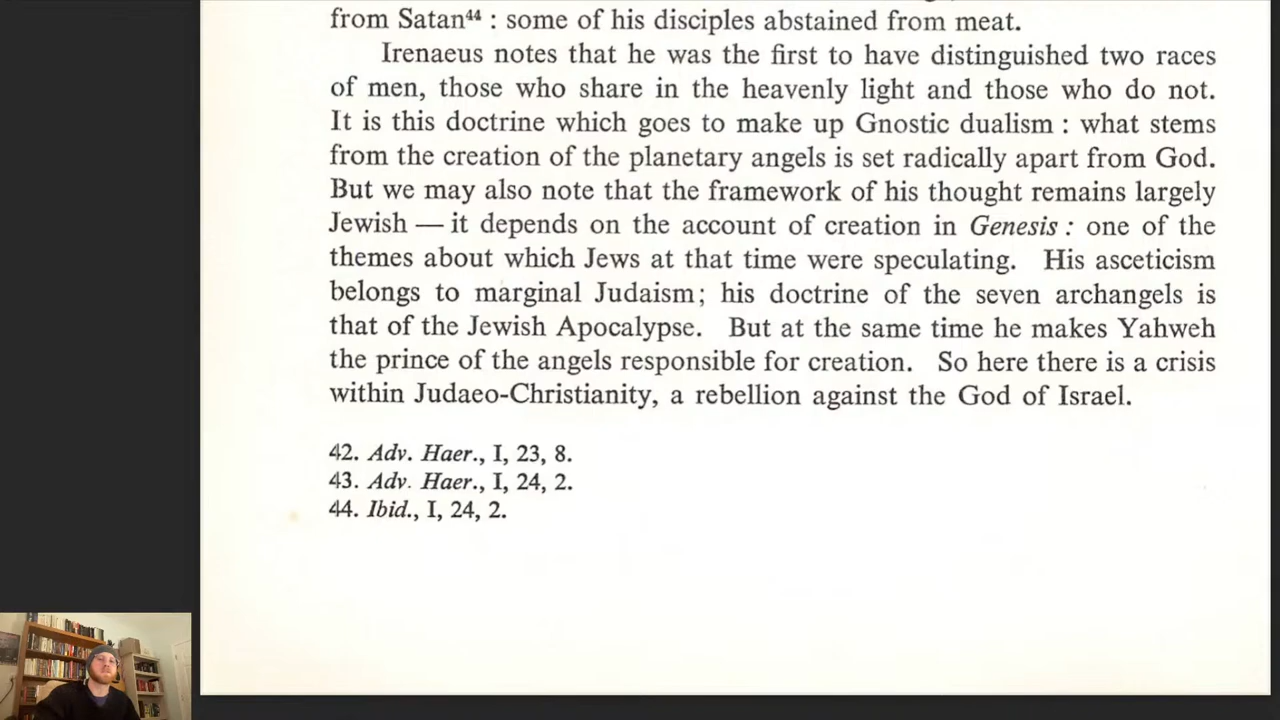 from Satan⁴⁴ : some of his disciples abstained from meat.
Irenaeus notes that he was the first to have distinguished two races
of men, those who share in the heavenly light and those who do not.
It is this doctrine which goes to make up Gnostic dualism : what stems
from the creation of the planetary angels is set radically apart from God.
But we may also note that the framework of his thought remains largely
Jewish — it depends on the account of creation in Genesis : one of the
themes about which Jews at that time were speculating. His asceticism
belongs to marginal Judaism; his doctrine of the seven archangels is
that of the Jewish Apocalypse. But at the same time he makes Yahweh
the prince of the angels responsible for creation. So here there is a crisis
within Judaeo-Christianity, a rebellion against the God of Israel.
42. Adv. Haer., I, 23, 8.
43. Adv. Haer., I, 24, 2.
44. Ibid., I, 24, 2.